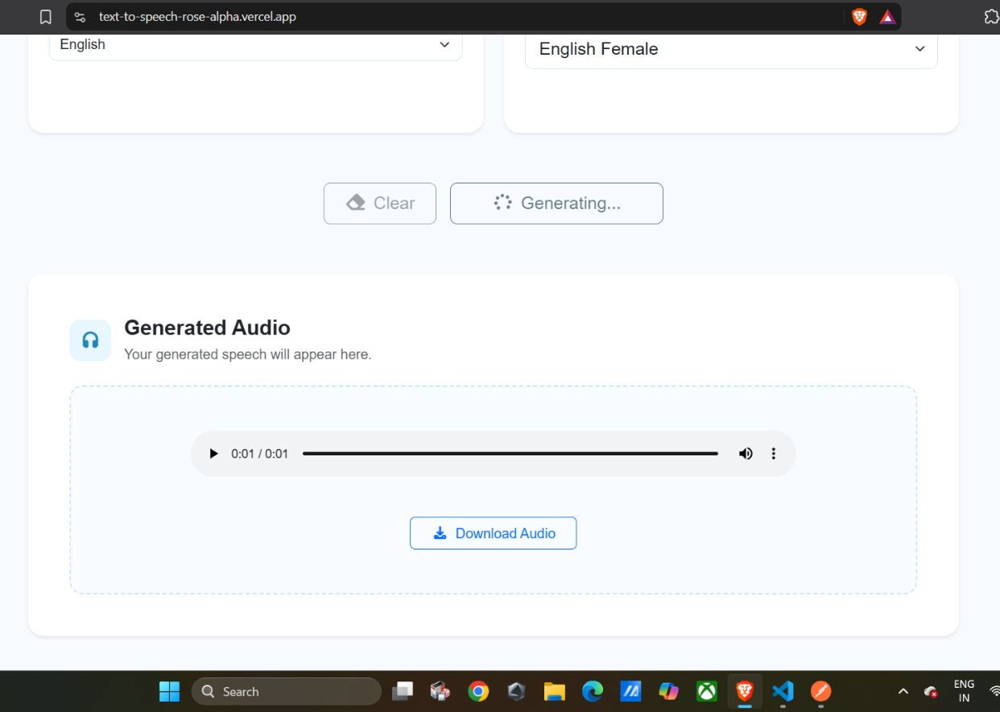 text-to-speech-rose-alpha.vercel.app
English
English Female
Clear
Generating...
Generated Audio
Your generated speech will appear here.
0:01 / 0:01
Download Audio
Search
ENG
IN